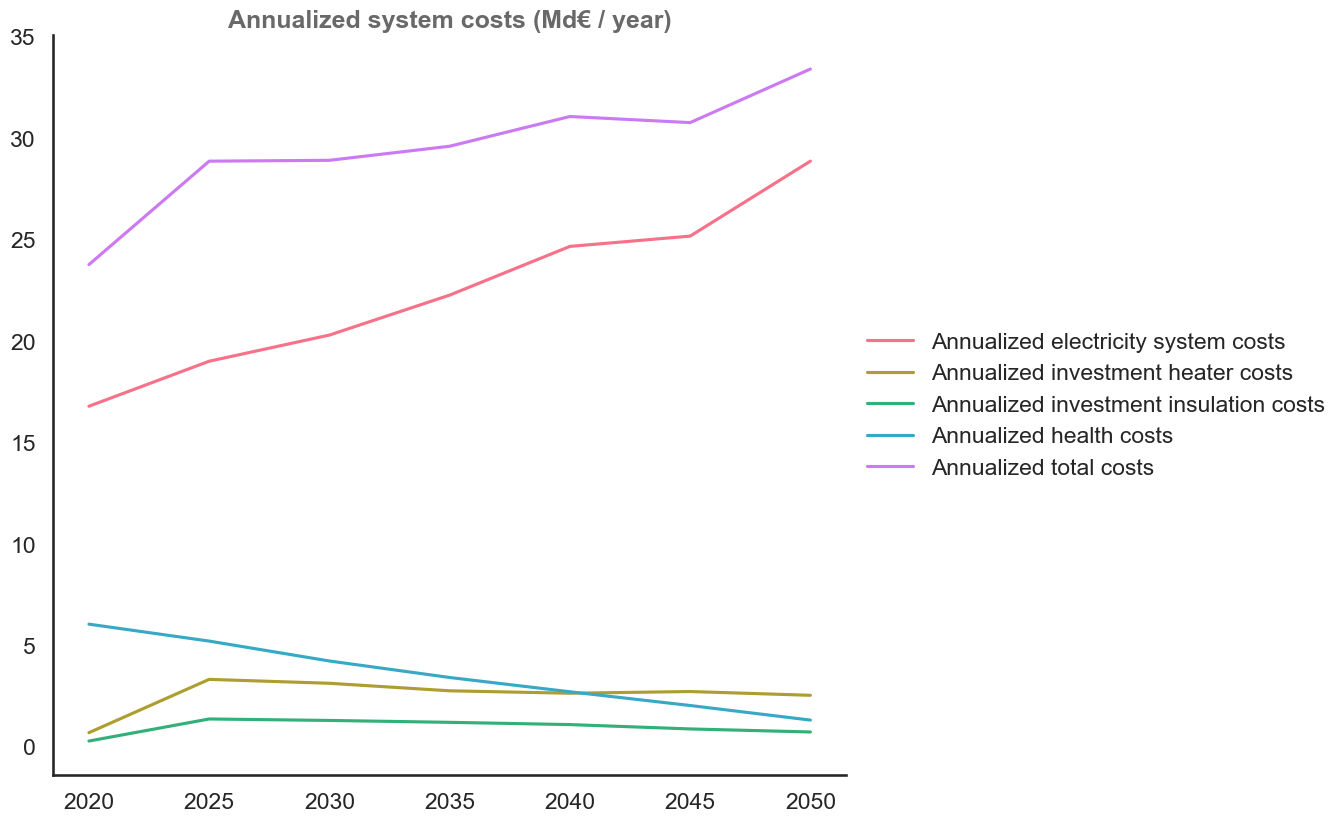 Annualized system costs (Md€ / year)
35
30
25
20
15
10
5
0
2020 2025 2030 2035 2040 2045 2050
Annualized electricity system costs
Annualized investment heater costs
Annualized investment insulation costs
Annualized health costs
Annualized total costs